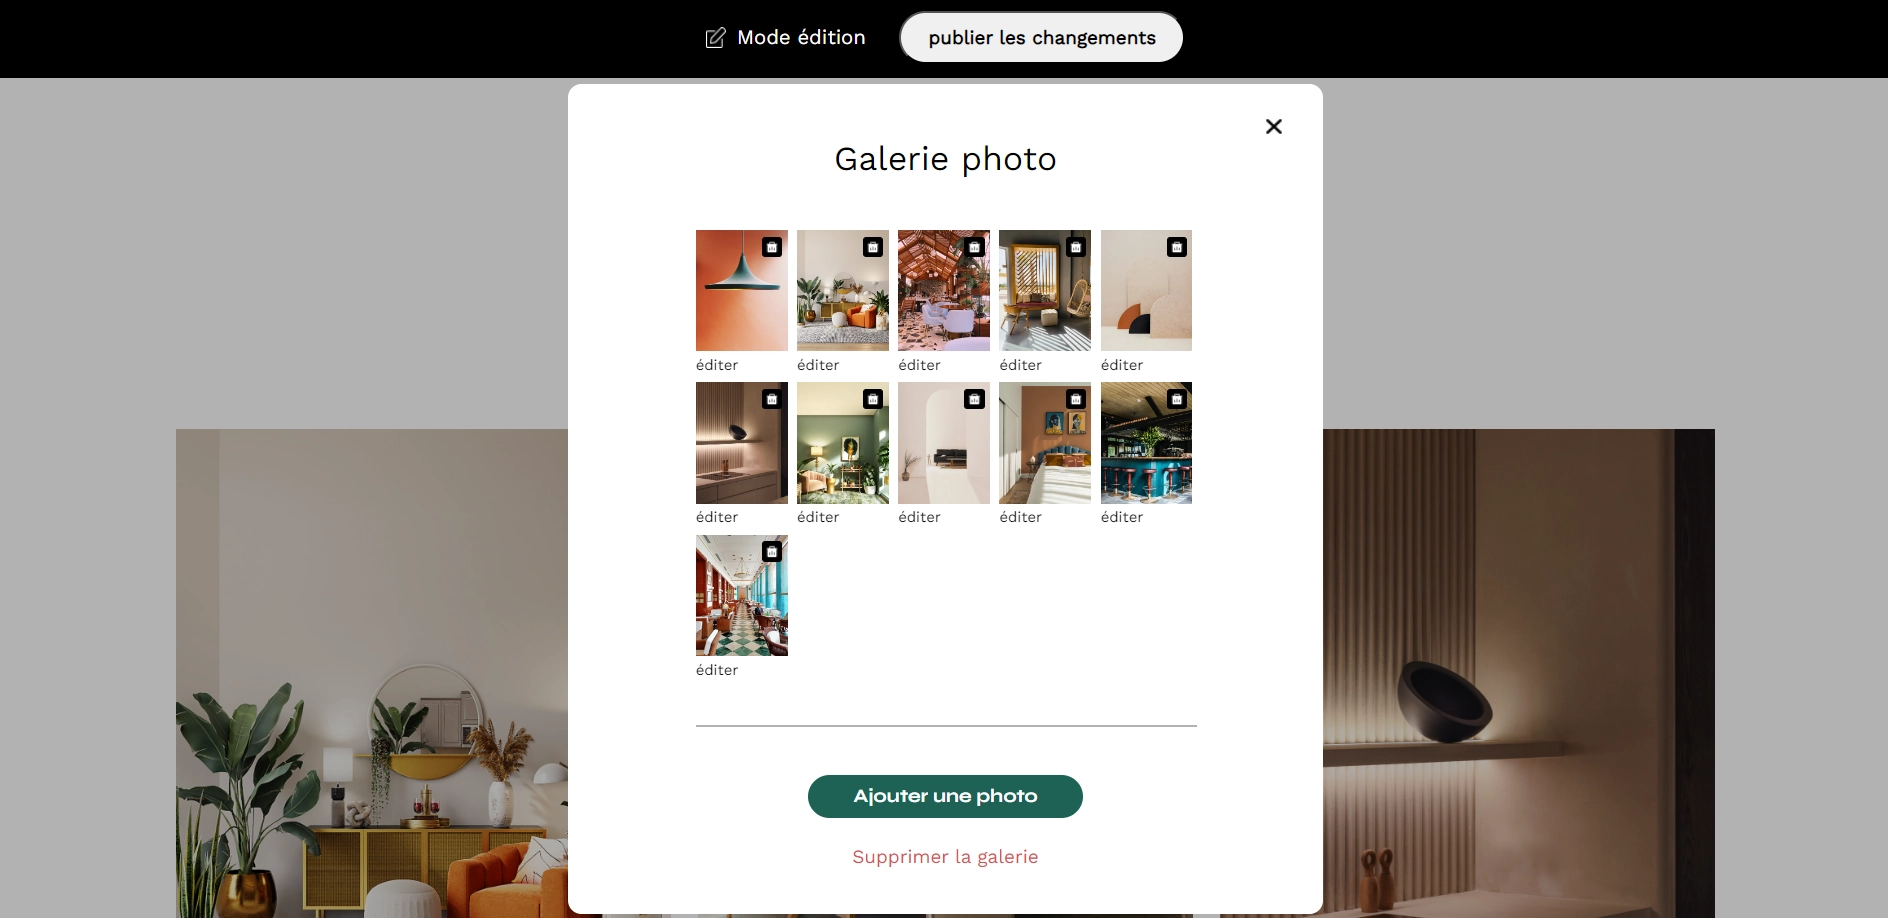 Mode édition
publier les changements
Galerie photo
éditer éditer éditer éditer éditer
éditer éditer éditer éditer éditer
éditer
Ajouter une photo
Supprimer la galerie